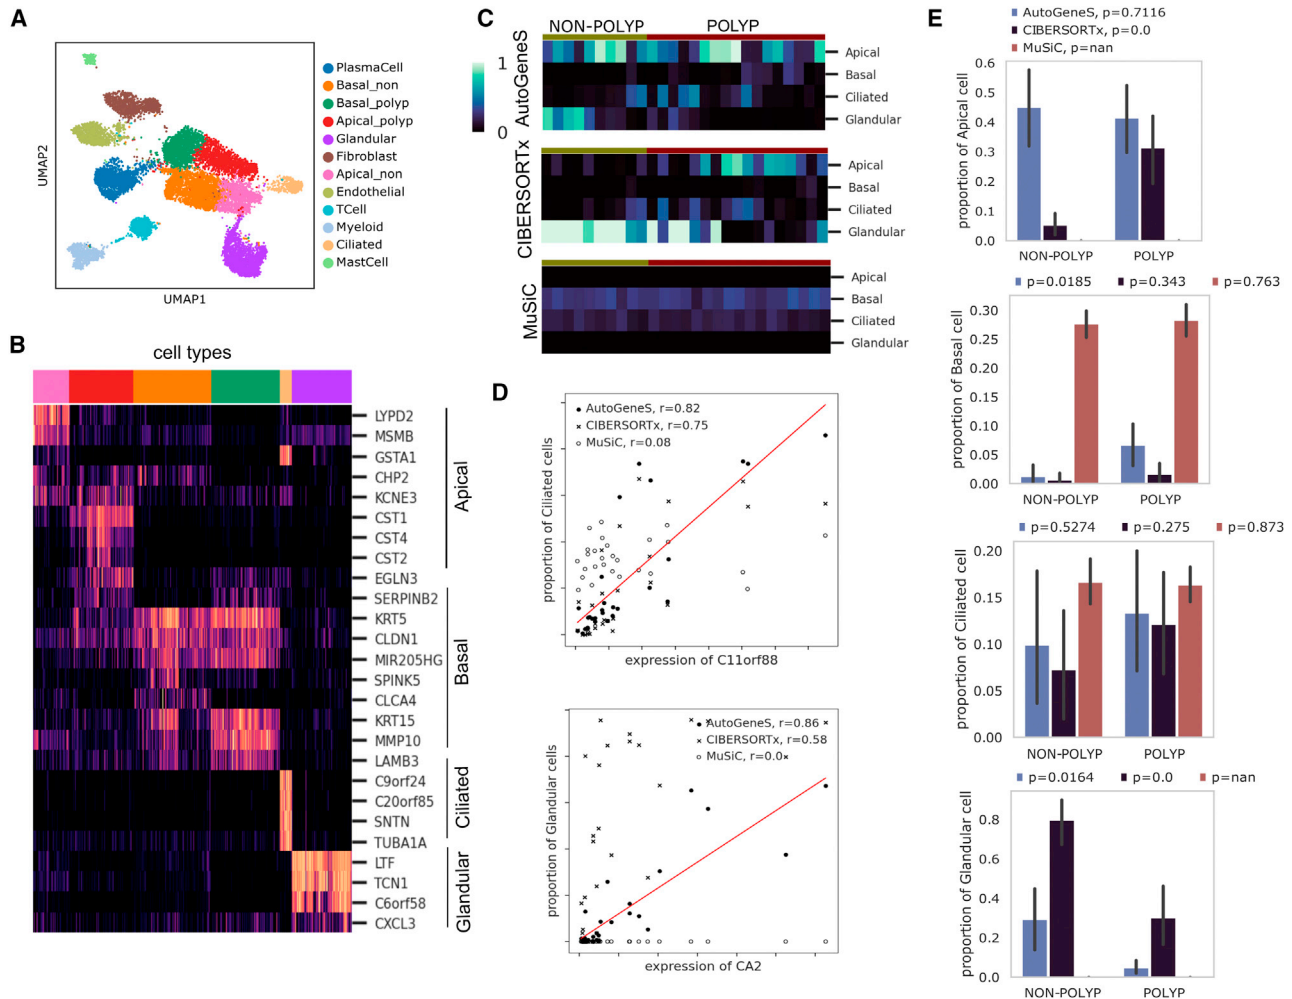 A
UMAP2
UMAP1
PlasmaCell
Basal_non
Basal_polyp
Apical_polyp
Glandular
Fibroblast
Apical_non
Endothelial
TCell
Myeloid
Ciliated
MastCell
B
cell types
LYPD2
MSMB
GSTA1
CHP2
KCNE3
CST1
CST4
CST2
EGLN3
SERPINB2
KRT5
CLDN1
MIR205HG
SPINK5
CLCA4
KRT15
MMP10
LAMB3
C9orf24
C20orf85
SNTN
TUBA1A
LTF
TCN1
C6orf58
CXCL3
Apical
Basal
Ciliated
Glandular
C
NON-POLYP POLYP
1
0
AutoGeneS
Apical
Basal
Ciliated
Glandular
CIBERSORTx
Apical
Basal
Ciliated
Glandular
MuSiC
Apical
Basal
Ciliated
Glandular
D
AutoGeneS, r=0.82
CIBERSORTx, r=0.75
MuSiC, r=0.08
proportion of Ciliated cells
expression of C11orf88
AutoGeneS, r=0.86
CIBERSORTx, r=0.58
MuSiC, r=0.0
proportion of Glandular cells
expression of CA2
E
AutoGeneS, p=0.7116
CIBERSORTx, p=0.0
MuSiC, p=nan
proportion of Apical cell
0.6
0.5
0.4
0.3
0.2
0.1
0.0
NON-POLYP POLYP
p=0.0185 p=0.343 p=0.763
proportion of Basal cell
0.30
0.25
0.20
0.15
0.10
0.05
0.00
NON-POLYP POLYP
p=0.5274 p=0.275 p=0.873
proportion of Ciliated cell
0.20
0.15
0.10
0.05
0.00
NON-POLYP POLYP
p=0.0164 p=0.0 p=nan
proportion of Glandular cell
0.8
0.6
0.4
0.2
0.0
NON-POLYP POLYP